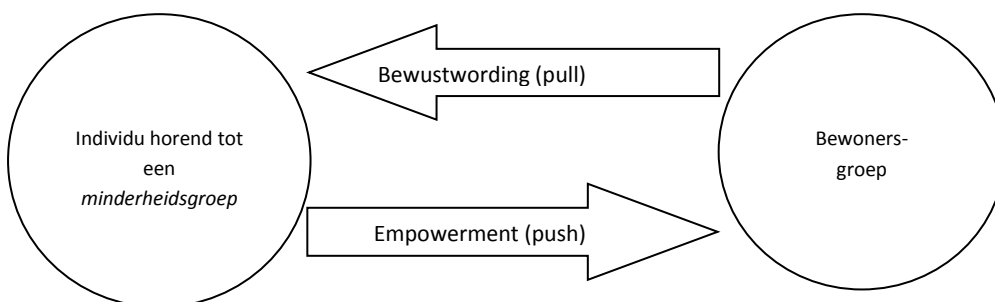 Bewustwording (pull)
Individu horend tot
een
minderheidsgroep
Bewoners-
groep
Empowerment (push)